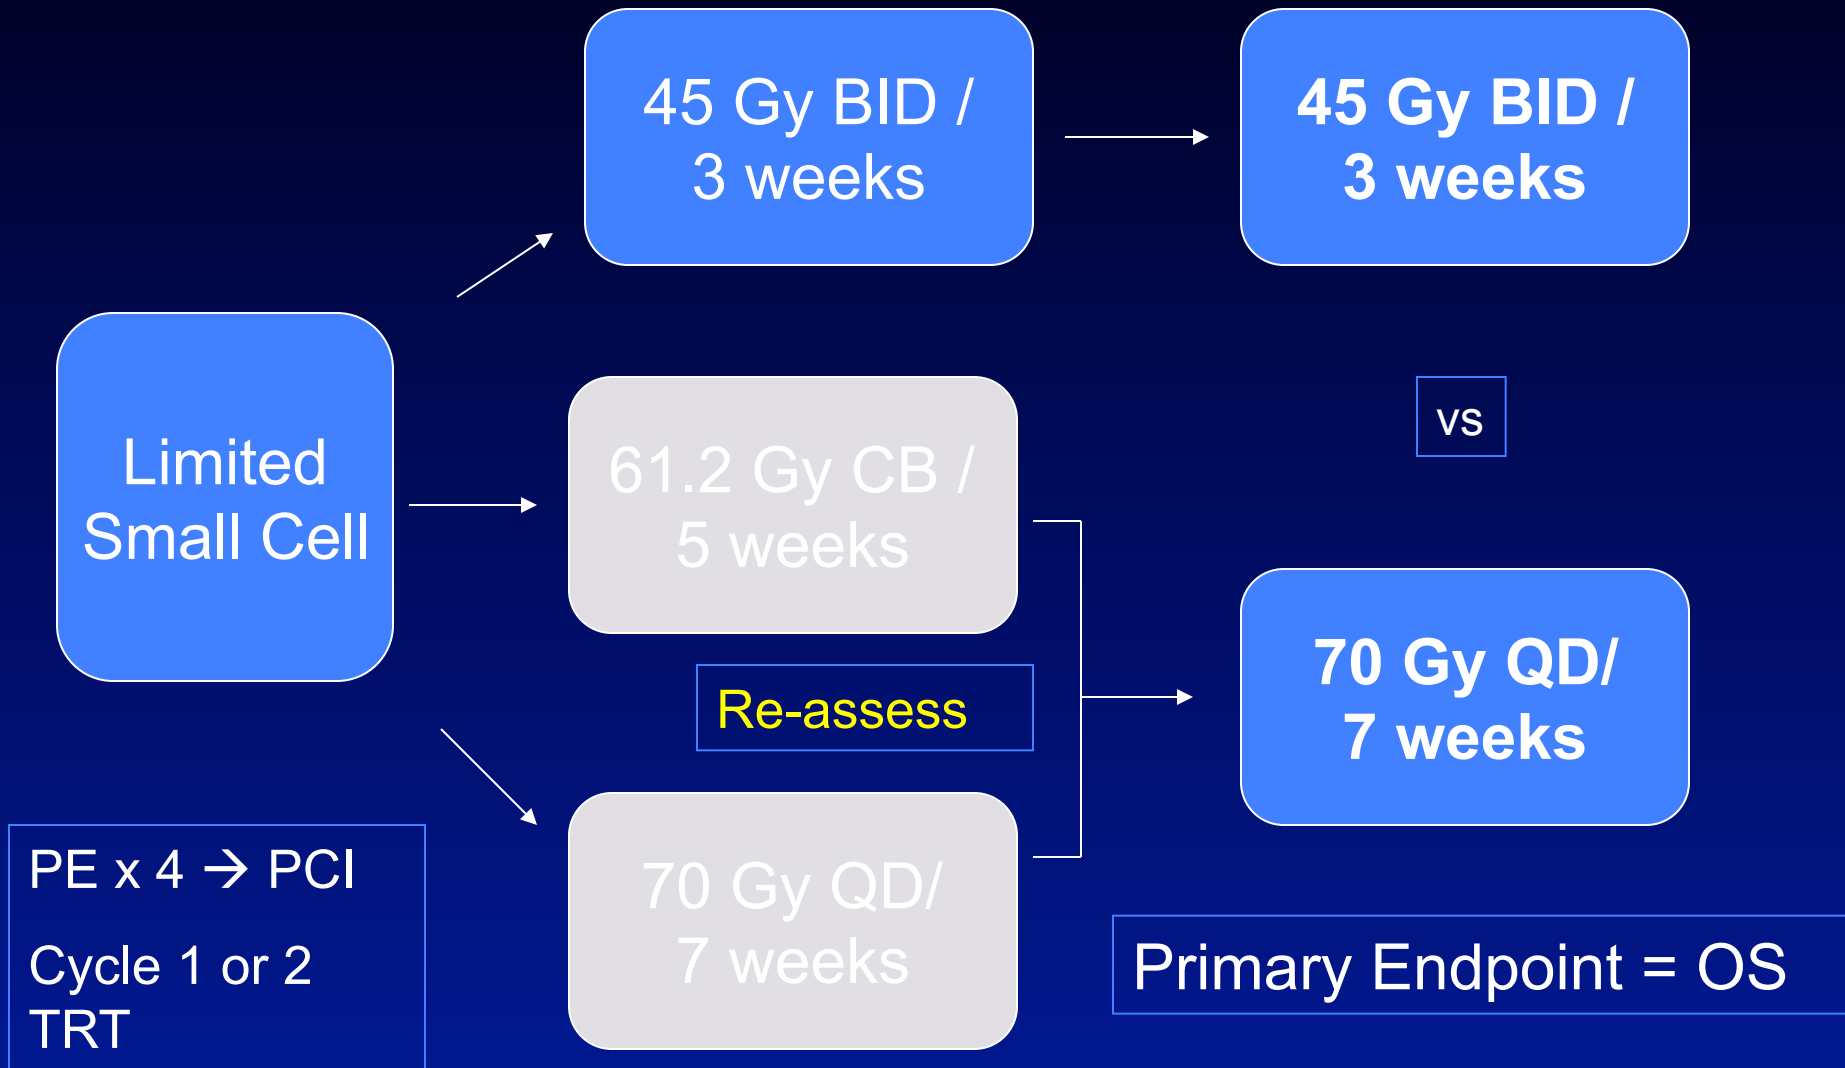 45 Gy BID /
3 weeks
45 Gy BID /
3 weeks
Limited
Small Cell
61.2 Gy CB /
5 weeks
vs
Re-assess
70 Gy QD/
7 weeks
70 Gy QD/
7 weeks
PE x 4 → PCI
Cycle 1 or 2
TRT
Primary Endpoint = OS